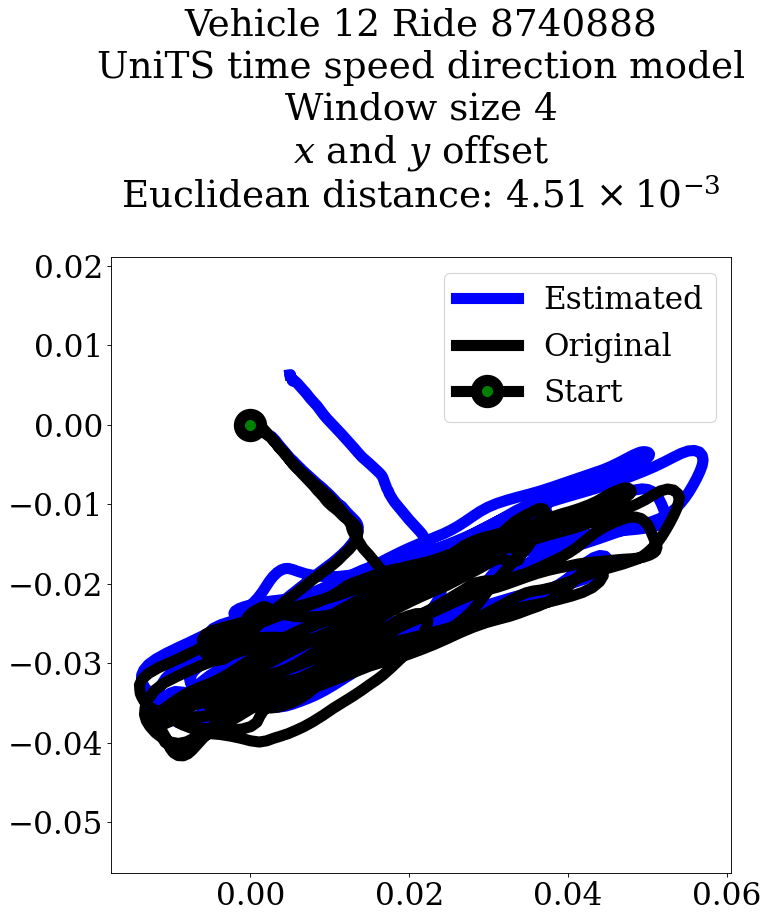 Vehicle 12 Ride 8740888
UniTS time speed direction model
Window size 4
x and y offset
Euclidean distance: 4.51 × 10⁻³
0.02
0.01
0.00
−0.01
−0.02
−0.03
−0.04
−0.05
Estimated
Original
Start
0.00
0.02
0.04
0.06